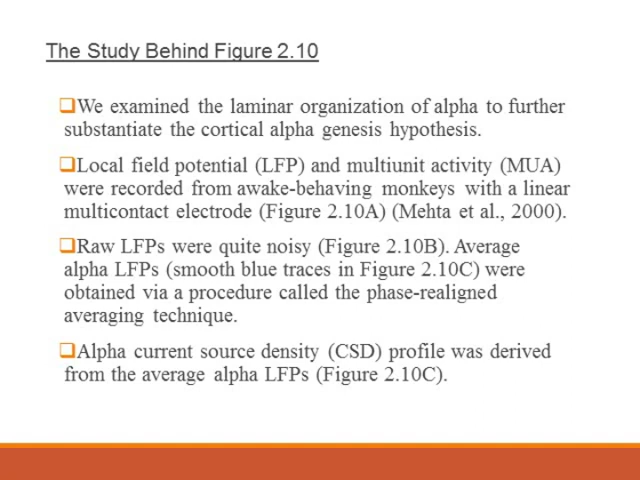 The Study Behind Figure 2.10
❑We examined the laminar organization of alpha to further
substantiate the cortical alpha genesis hypothesis.
❑Local field potential (LFP) and multiunit activity (MUA)
were recorded from awake-behaving monkeys with a linear
multicontact electrode (Figure 2.10A) (Mehta et al., 2000).
❑Raw LFPs were quite noisy (Figure 2.10B). Average
alpha LFPs (smooth blue traces in Figure 2.10C) were
obtained via a procedure called the phase-realigned
averaging technique.
❑Alpha current source density (CSD) profile was derived
from the average alpha LFPs (Figure 2.10C).